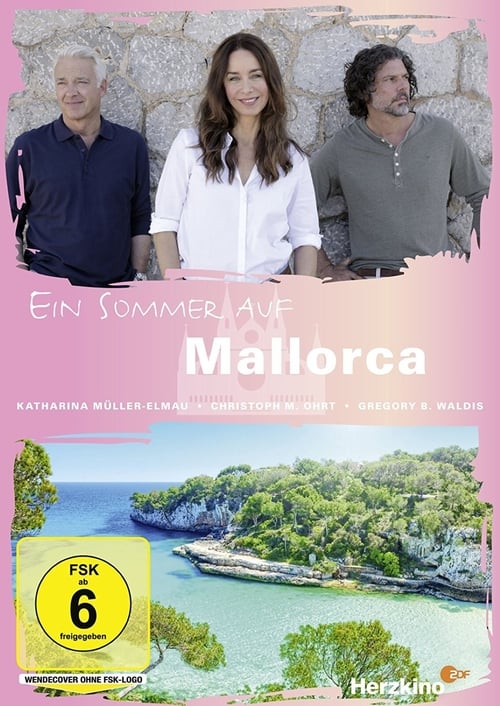 EIN SOMMER AUF
Mallorca
KATHARINA MÜLLER-ELMAU • CHRISTOPH M. OHRT • GREGORY B. WALDIS
FSK
ab
6
freigegeben
WENDECOVER OHNE FSK-LOGO
Herzkino ZDF